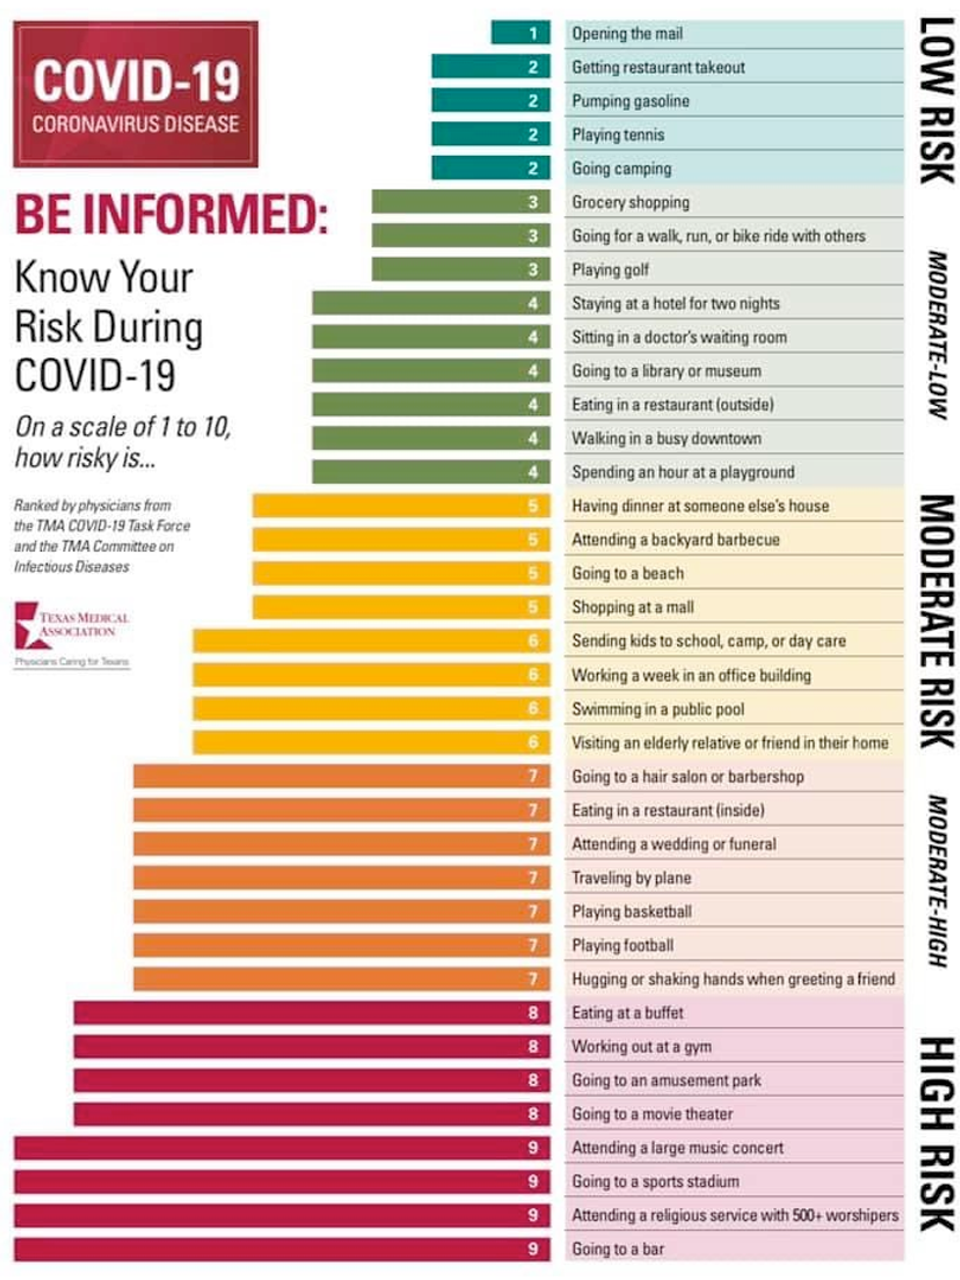 COVID-19
CORONAVIRUS DISEASE
BE INFORMED:
Know Your
Risk During
COVID-19
On a scale of 1 to 10,
how risky is...
Ranked by physicians from
the TMA COVID-19 Task Force
and the TMA Committee on
Infectious Diseases
TEXAS MEDICAL
ASSOCIATION
Physicians Caring for Texans
1 Opening the mail
2 Getting restaurant takeout
2 Pumping gasoline
2 Playing tennis
2 Going camping
3 Grocery shopping
3 Going for a walk, run, or bike ride with others
3 Playing golf
4 Staying at a hotel for two nights
4 Sitting in a doctor's waiting room
4 Going to a library or museum
4 Eating in a restaurant (outside)
4 Walking in a busy downtown
4 Spending an hour at a playground
5 Having dinner at someone else's house
5 Attending a backyard barbecue
5 Going to a beach
5 Shopping at a mall
6 Sending kids to school, camp, or day care
6 Working a week in an office building
6 Swimming in a public pool
6 Visiting an elderly relative or friend in their home
7 Going to a hair salon or barbershop
7 Eating in a restaurant (inside)
7 Attending a wedding or funeral
7 Traveling by plane
7 Playing basketball
7 Playing football
7 Hugging or shaking hands when greeting a friend
8 Eating at a buffet
8 Working out at a gym
8 Going to an amusement park
8 Going to a movie theater
9 Attending a large music concert
9 Going to a sports stadium
9 Attending a religious service with 500+ worshipers
9 Going to a bar
LOW RISK
MODERATE-LOW
MODERATE RISK
MODERATE-HIGH
HIGH RISK